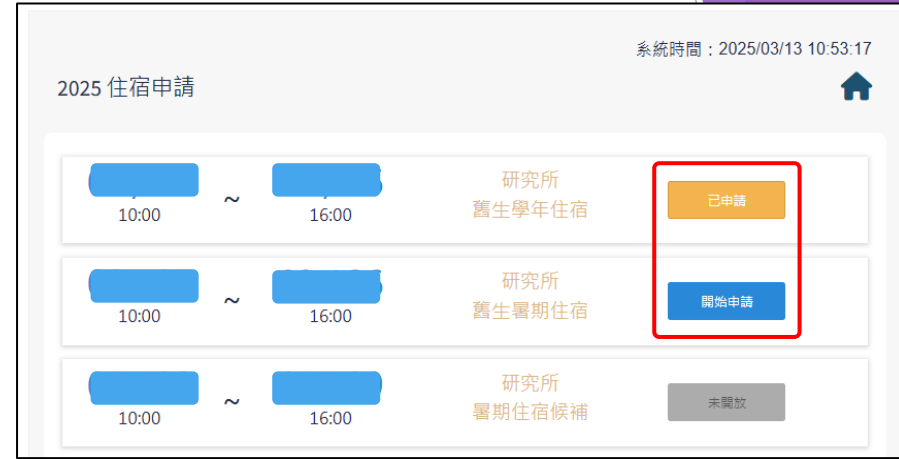 系統時間：2025/03/13 10:53:17
2025 住宿申請
10:00 ~ 16:00 研究所 舊生學年住宿 已申請
10:00 ~ 16:00 研究所 舊生暑期住宿 開始申請
10:00 ~ 16:00 研究所 暑期住宿候補 未開放